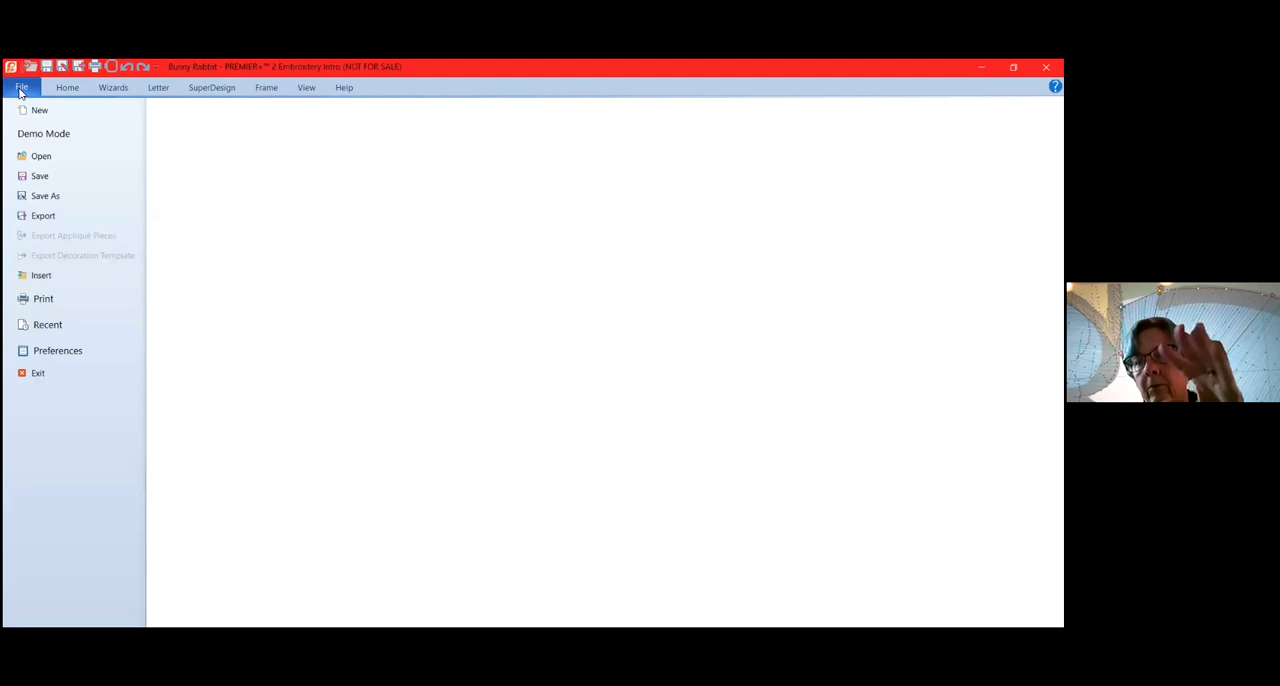 Bunny Rabbit - PREMIER+™ 2 Embroidery Intro (NOT FOR SALE)
File Home Wizards Letter SuperDesign Frame View Help
New
Demo Mode
Open
Save
Save As
Export
Export Appliqué Pieces
Export Decoration Template
Insert
Print
Recent
Preferences
Exit